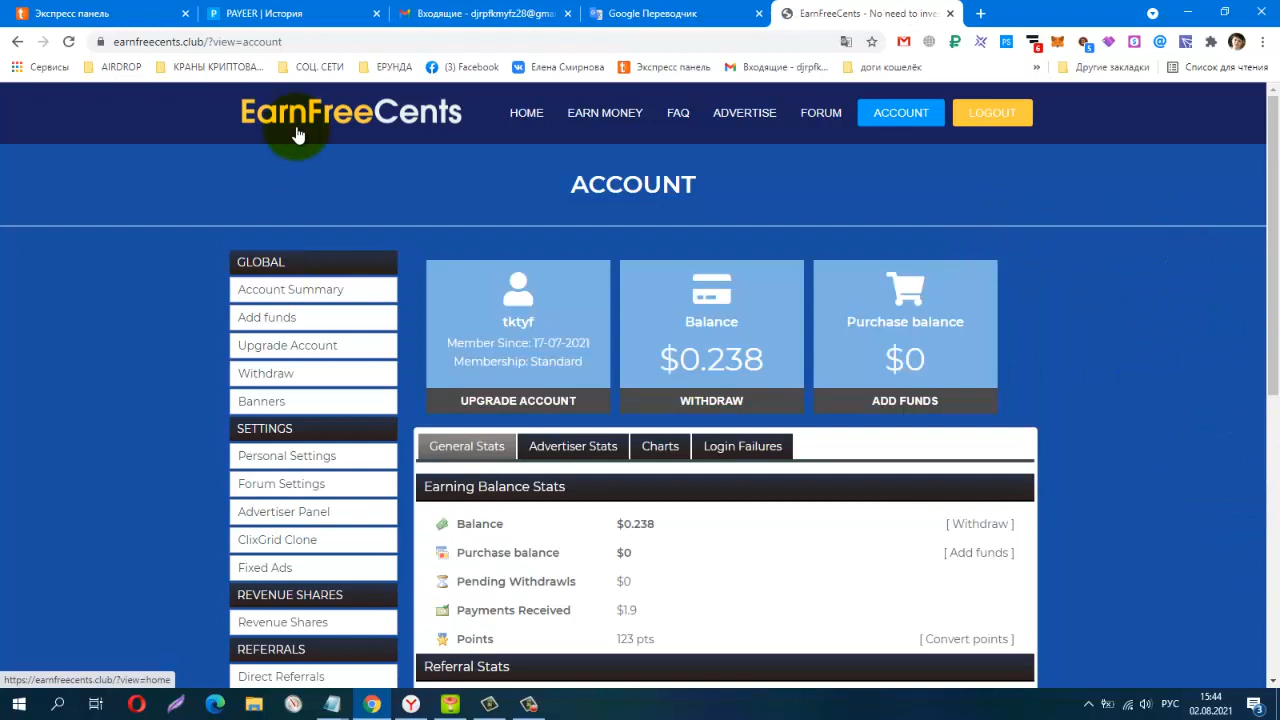 Экспресс панель
PAYEER | История
Входящие - djrpfkmyfz28@gma
Google Переводчик
EarnFreeCents - No need to inve
earnfreecents.club/?view=account
6
5
Сервисы
AIRDROP
КРАНЫ КРИПТОВА...
СОЦ. СЕТИ
ЕРУНДА
(3) Facebook
Елена Смирнова
Экспресс панель
Входящие - djrpfk...
доги кошелёк
»
Другие закладки
Список для чтения
EarnFreeCents
HOME
EARN MONEY
FAQ
ADVERTISE
FORUM
ACCOUNT
LOGOUT
ACCOUNT
GLOBAL
Account Summary
Add funds
Upgrade Account
Withdraw
Banners
SETTINGS
Personal Settings
Forum Settings
Advertiser Panel
ClixGrid Clone
Fixed Ads
REVENUE SHARES
Revenue Shares
REFERRALS
Direct Referrals
tktyf
Member Since: 17-07-2021
Membership: Standard
UPGRADE ACCOUNT
Balance
$0.238
WITHDRAW
Purchase balance
$0
ADD FUNDS
General Stats
Advertiser Stats
Charts
Login Failures
Earning Balance Stats
Balance $0.238 [ Withdraw ]
Purchase balance $0 [ Add funds ]
Pending Withdrawls $0
Payments Received $1.9
Points 123 pts [ Convert points ]
Referral Stats
https://earnfreecents.club/?view=home
РУС
15:44
02.08.2021
3